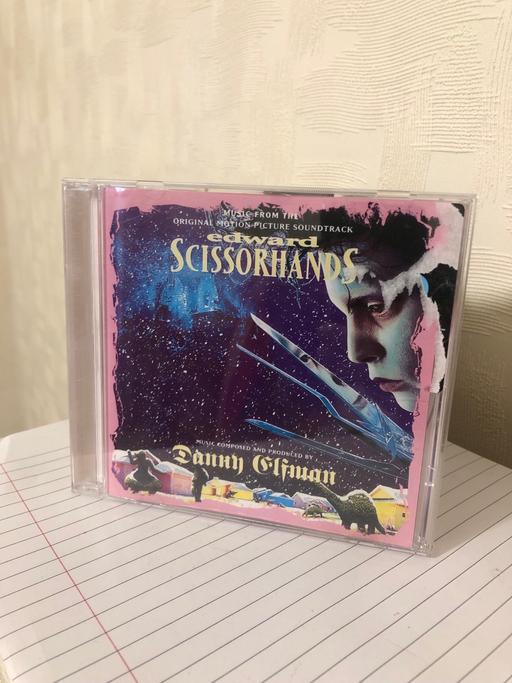 MUSIC FROM THE
ORIGINAL MOTION PICTURE SOUNDTRACK
edward
SCISSORHANDS
MUSIC COMPOSED AND PRODUCED BY
Danny Elfman